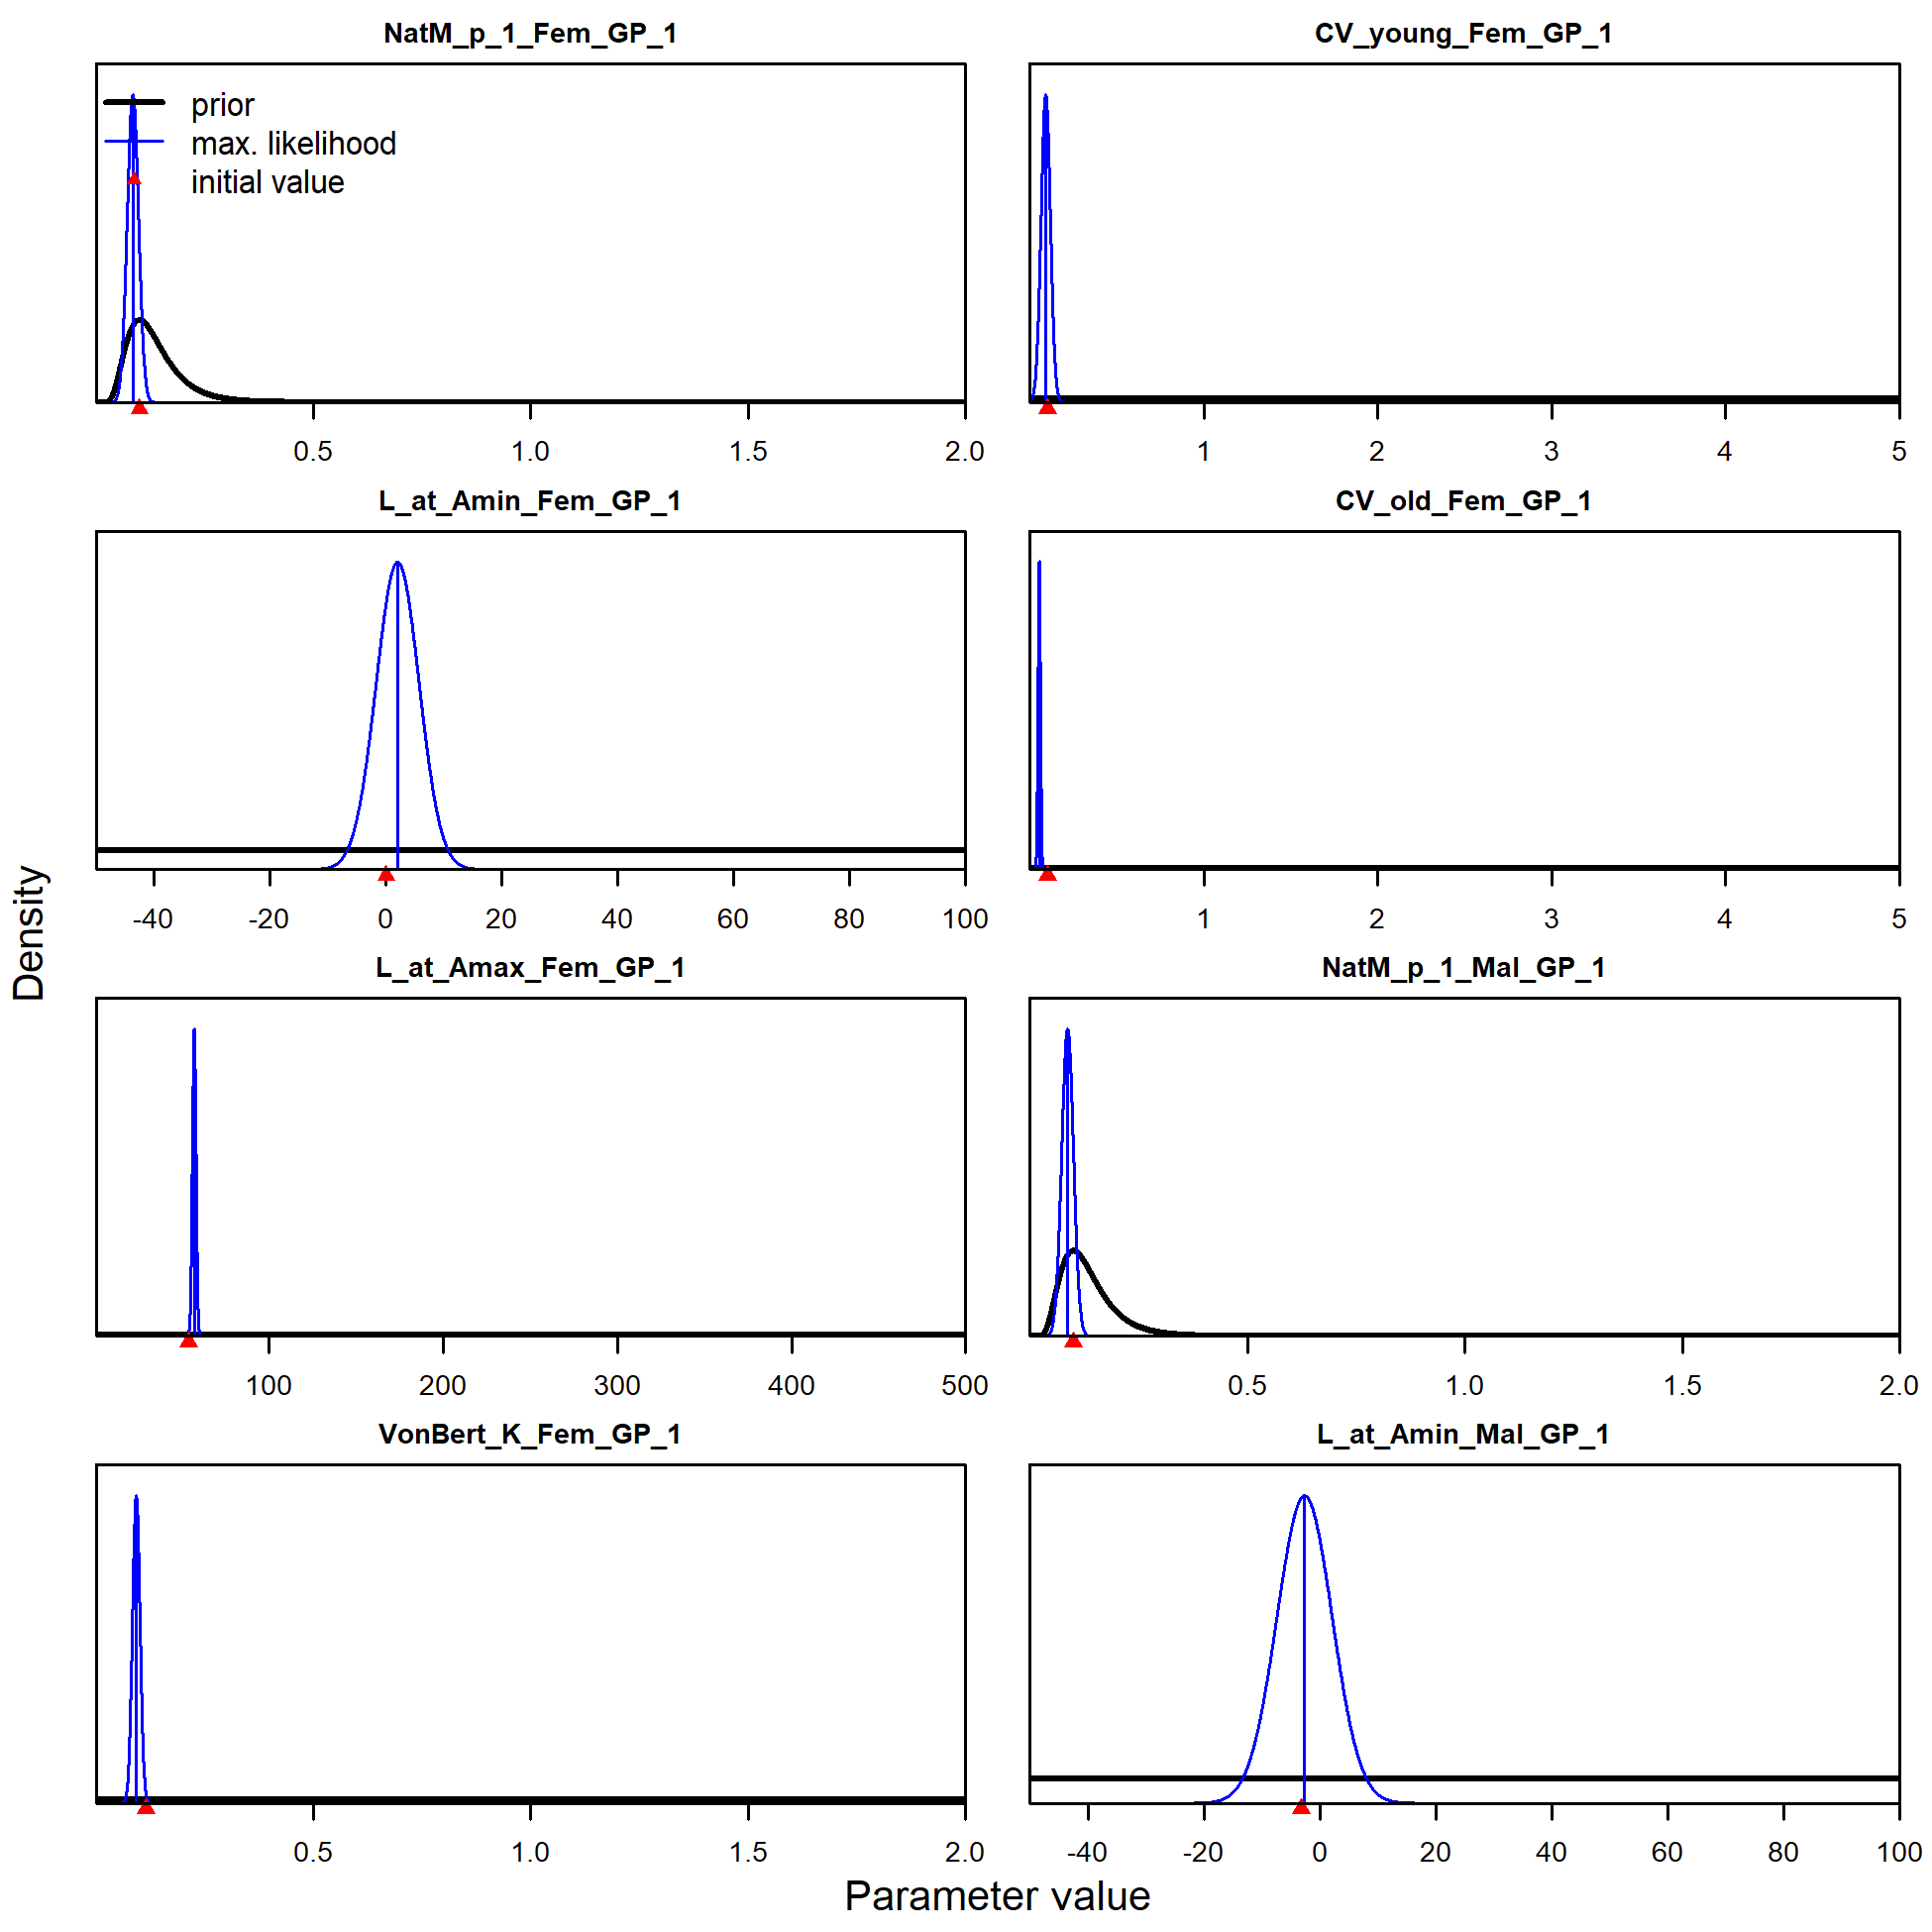 NatM_p_1_Fem_GP_1
prior
max. likelihood
initial value
0.5 1.0 1.5 2.0
CV_young_Fem_GP_1
1 2 3 4 5
L_at_Amin_Fem_GP_1
-40 -20 0 20 40 60 80 100
CV_old_Fem_GP_1
1 2 3 4 5
L_at_Amax_Fem_GP_1
100 200 300 400 500
NatM_p_1_Mal_GP_1
0.5 1.0 1.5 2.0
VonBert_K_Fem_GP_1
0.5 1.0 1.5 2.0
L_at_Amin_Mal_GP_1
-40 -20 0 20 40 60 80 100
Density
Parameter value